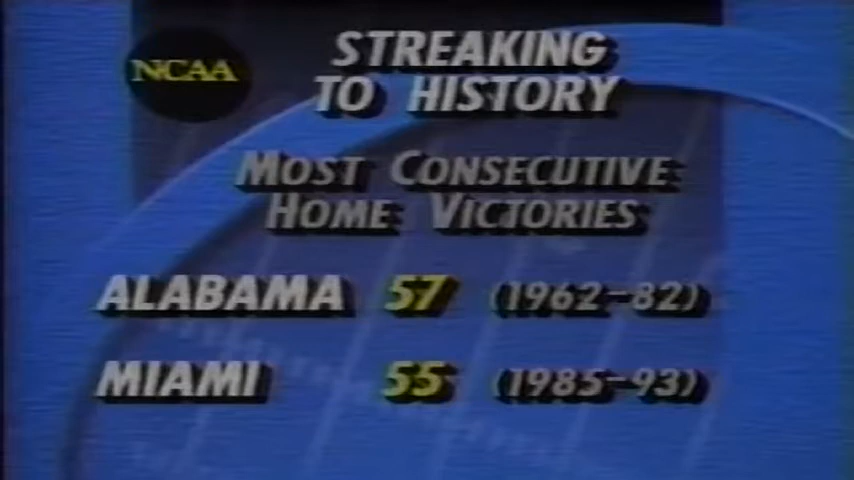 NCAA
STREAKING
TO HISTORY
MOST CONSECUTIVE
HOME VICTORIES
ALABAMA 57 (1962-82)
MIAMI 55 (1985-93)